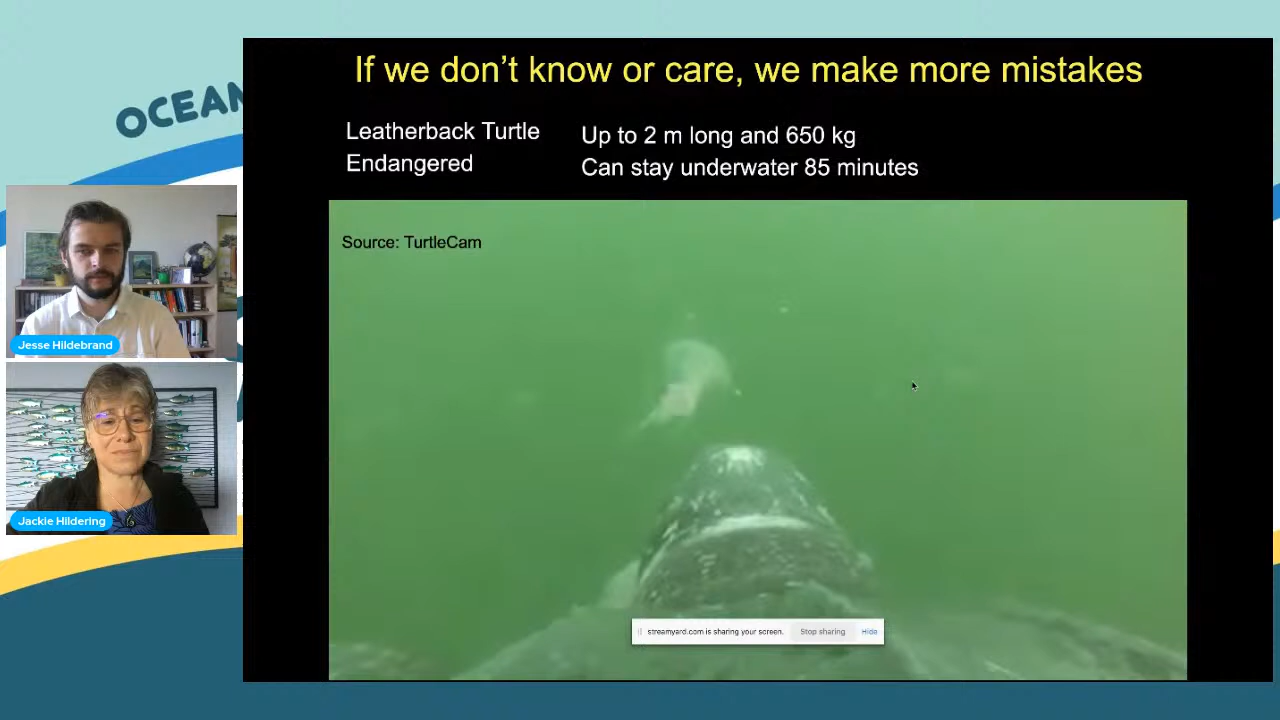 OCEAN
If we don't know or care, we make more mistakes
Leatherback Turtle
Endangered
Up to 2 m long and 650 kg
Can stay underwater 85 minutes
Source: TurtleCam
Jesse Hildebrand
Jackie Hildering
streamyard.com is sharing your screen.
Stop sharing
Hide